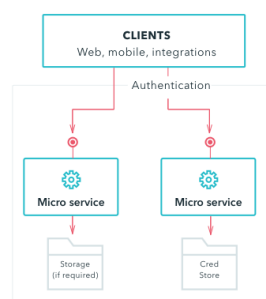 CLIENTS
Web, mobile, integrations
Authentication
Micro service
Micro service
Storage
(if required)
Cred
Store